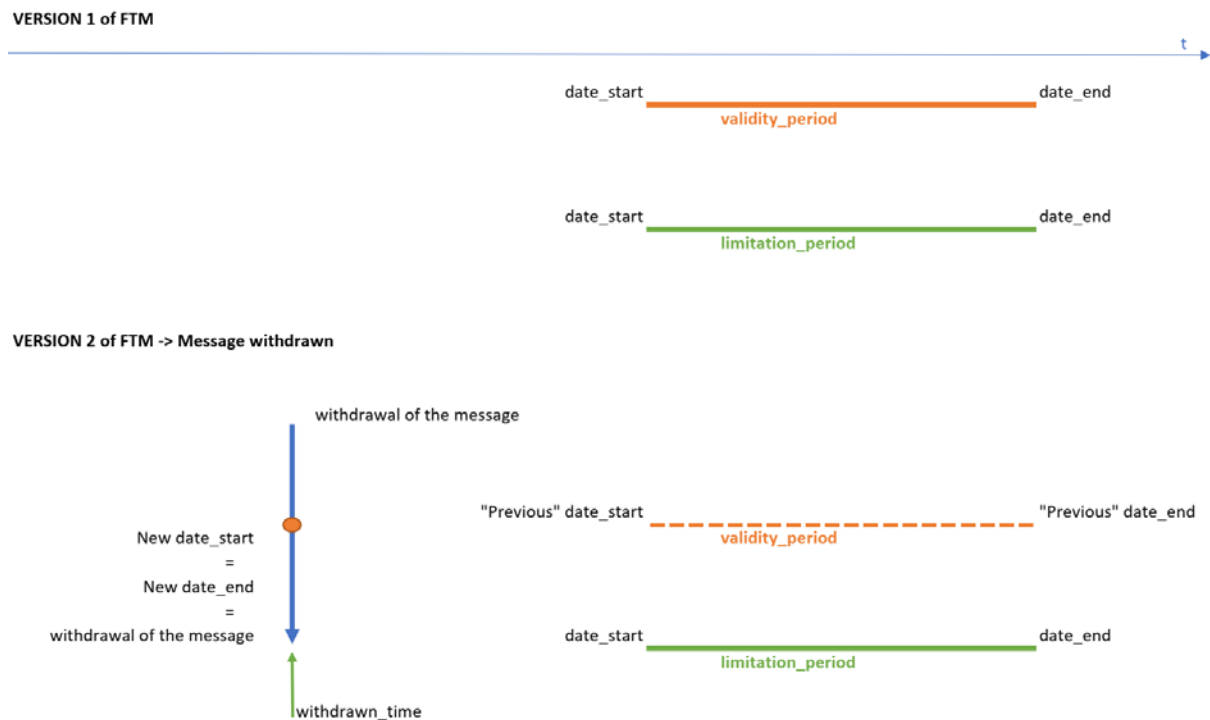 VERSION 1 of FTM
t
date_start
date_end
validity_period
date_start
date_end
limitation_period
VERSION 2 of FTM -> Message withdrawn
withdrawal of the message
"Previous" date_start
"Previous" date_end
validity_period
New date_start
=
New date_end
=
withdrawal of the message
date_start
date_end
limitation_period
withdrawn_time